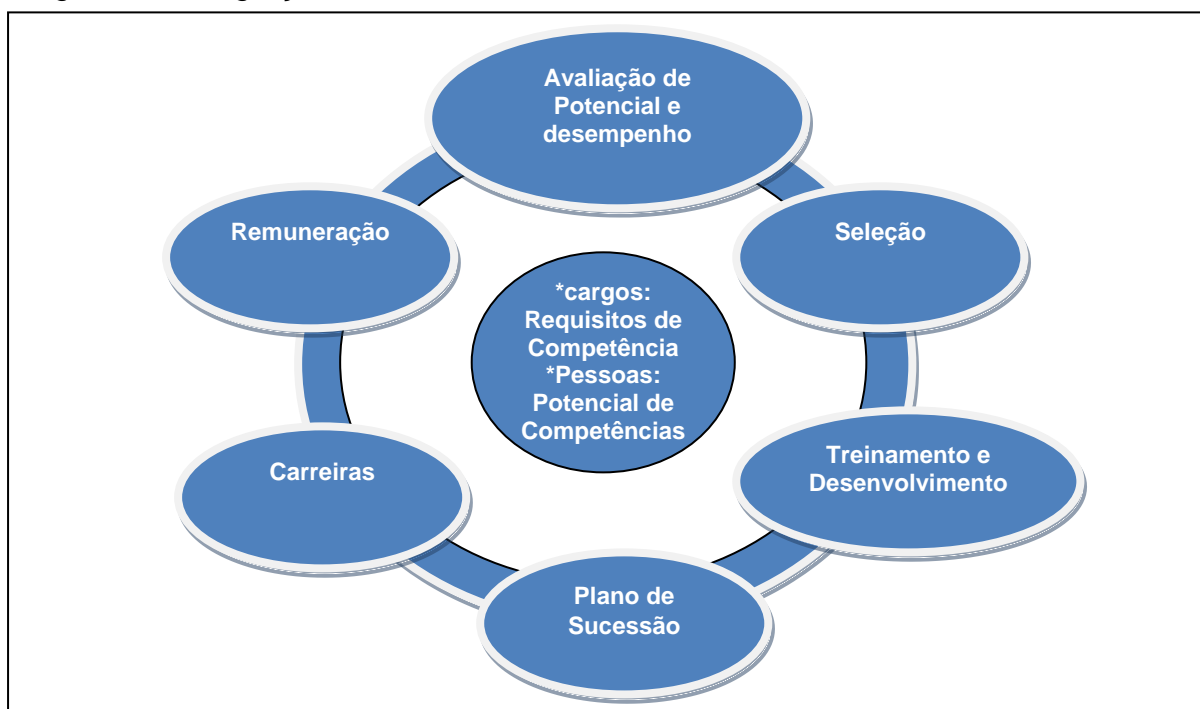 Avaliação de
Potencial e
desempenho
Remuneração
Seleção
*cargos:
Requisitos de
Competência
*Pessoas:
Potencial de
Competências
Carreiras
Treinamento e
Desenvolvimento
Plano de
Sucessão